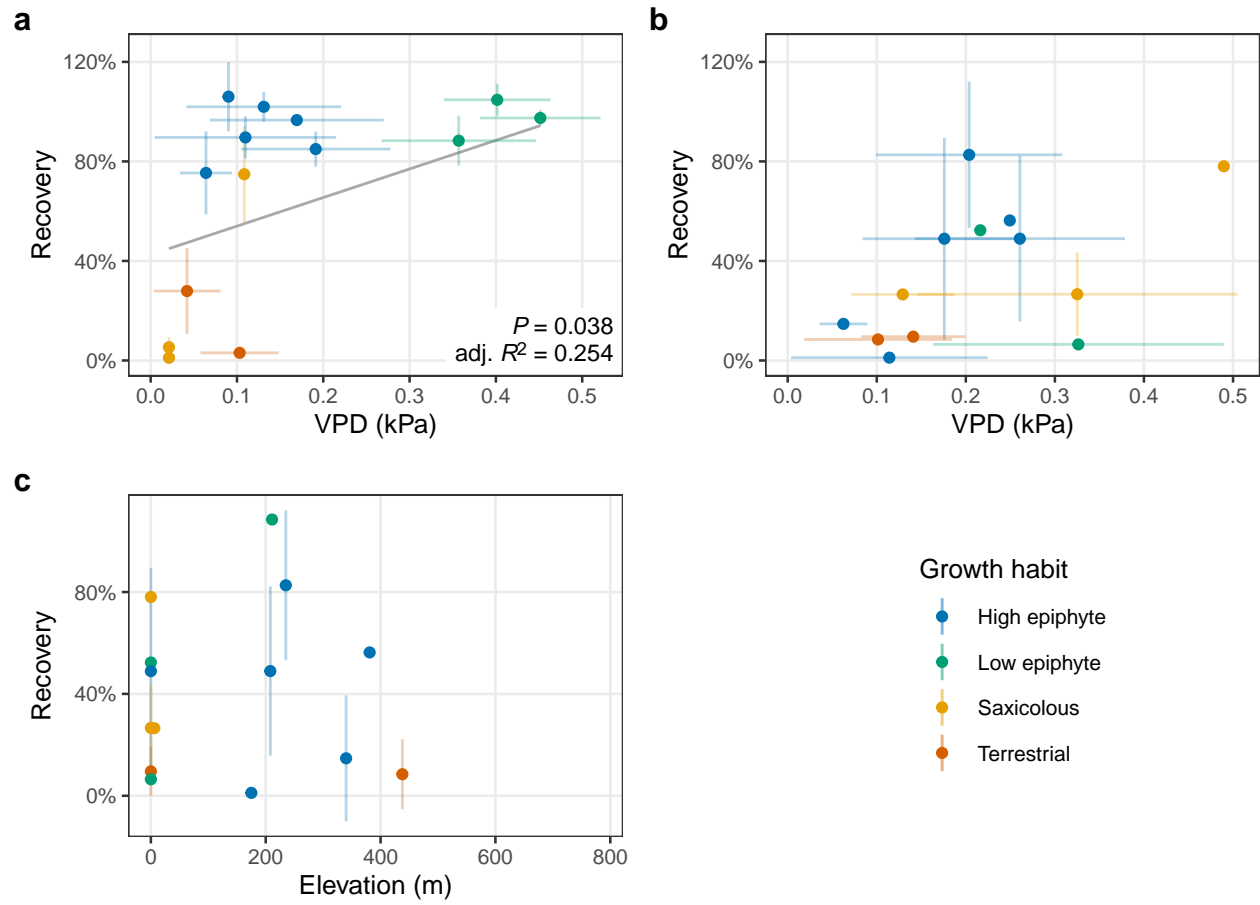 a
120%
80%
40%
0%
Recovery
P = 0.038
adj. R² = 0.254
0.0 0.1 0.2 0.3 0.4 0.5
VPD (kPa)
b
120%
80%
40%
0%
Recovery
0.0 0.1 0.2 0.3 0.4 0.5
VPD (kPa)
c
80%
40%
0%
Recovery
0 200 400 600 800
Elevation (m)
Growth habit
High epiphyte
Low epiphyte
Saxicolous
Terrestrial